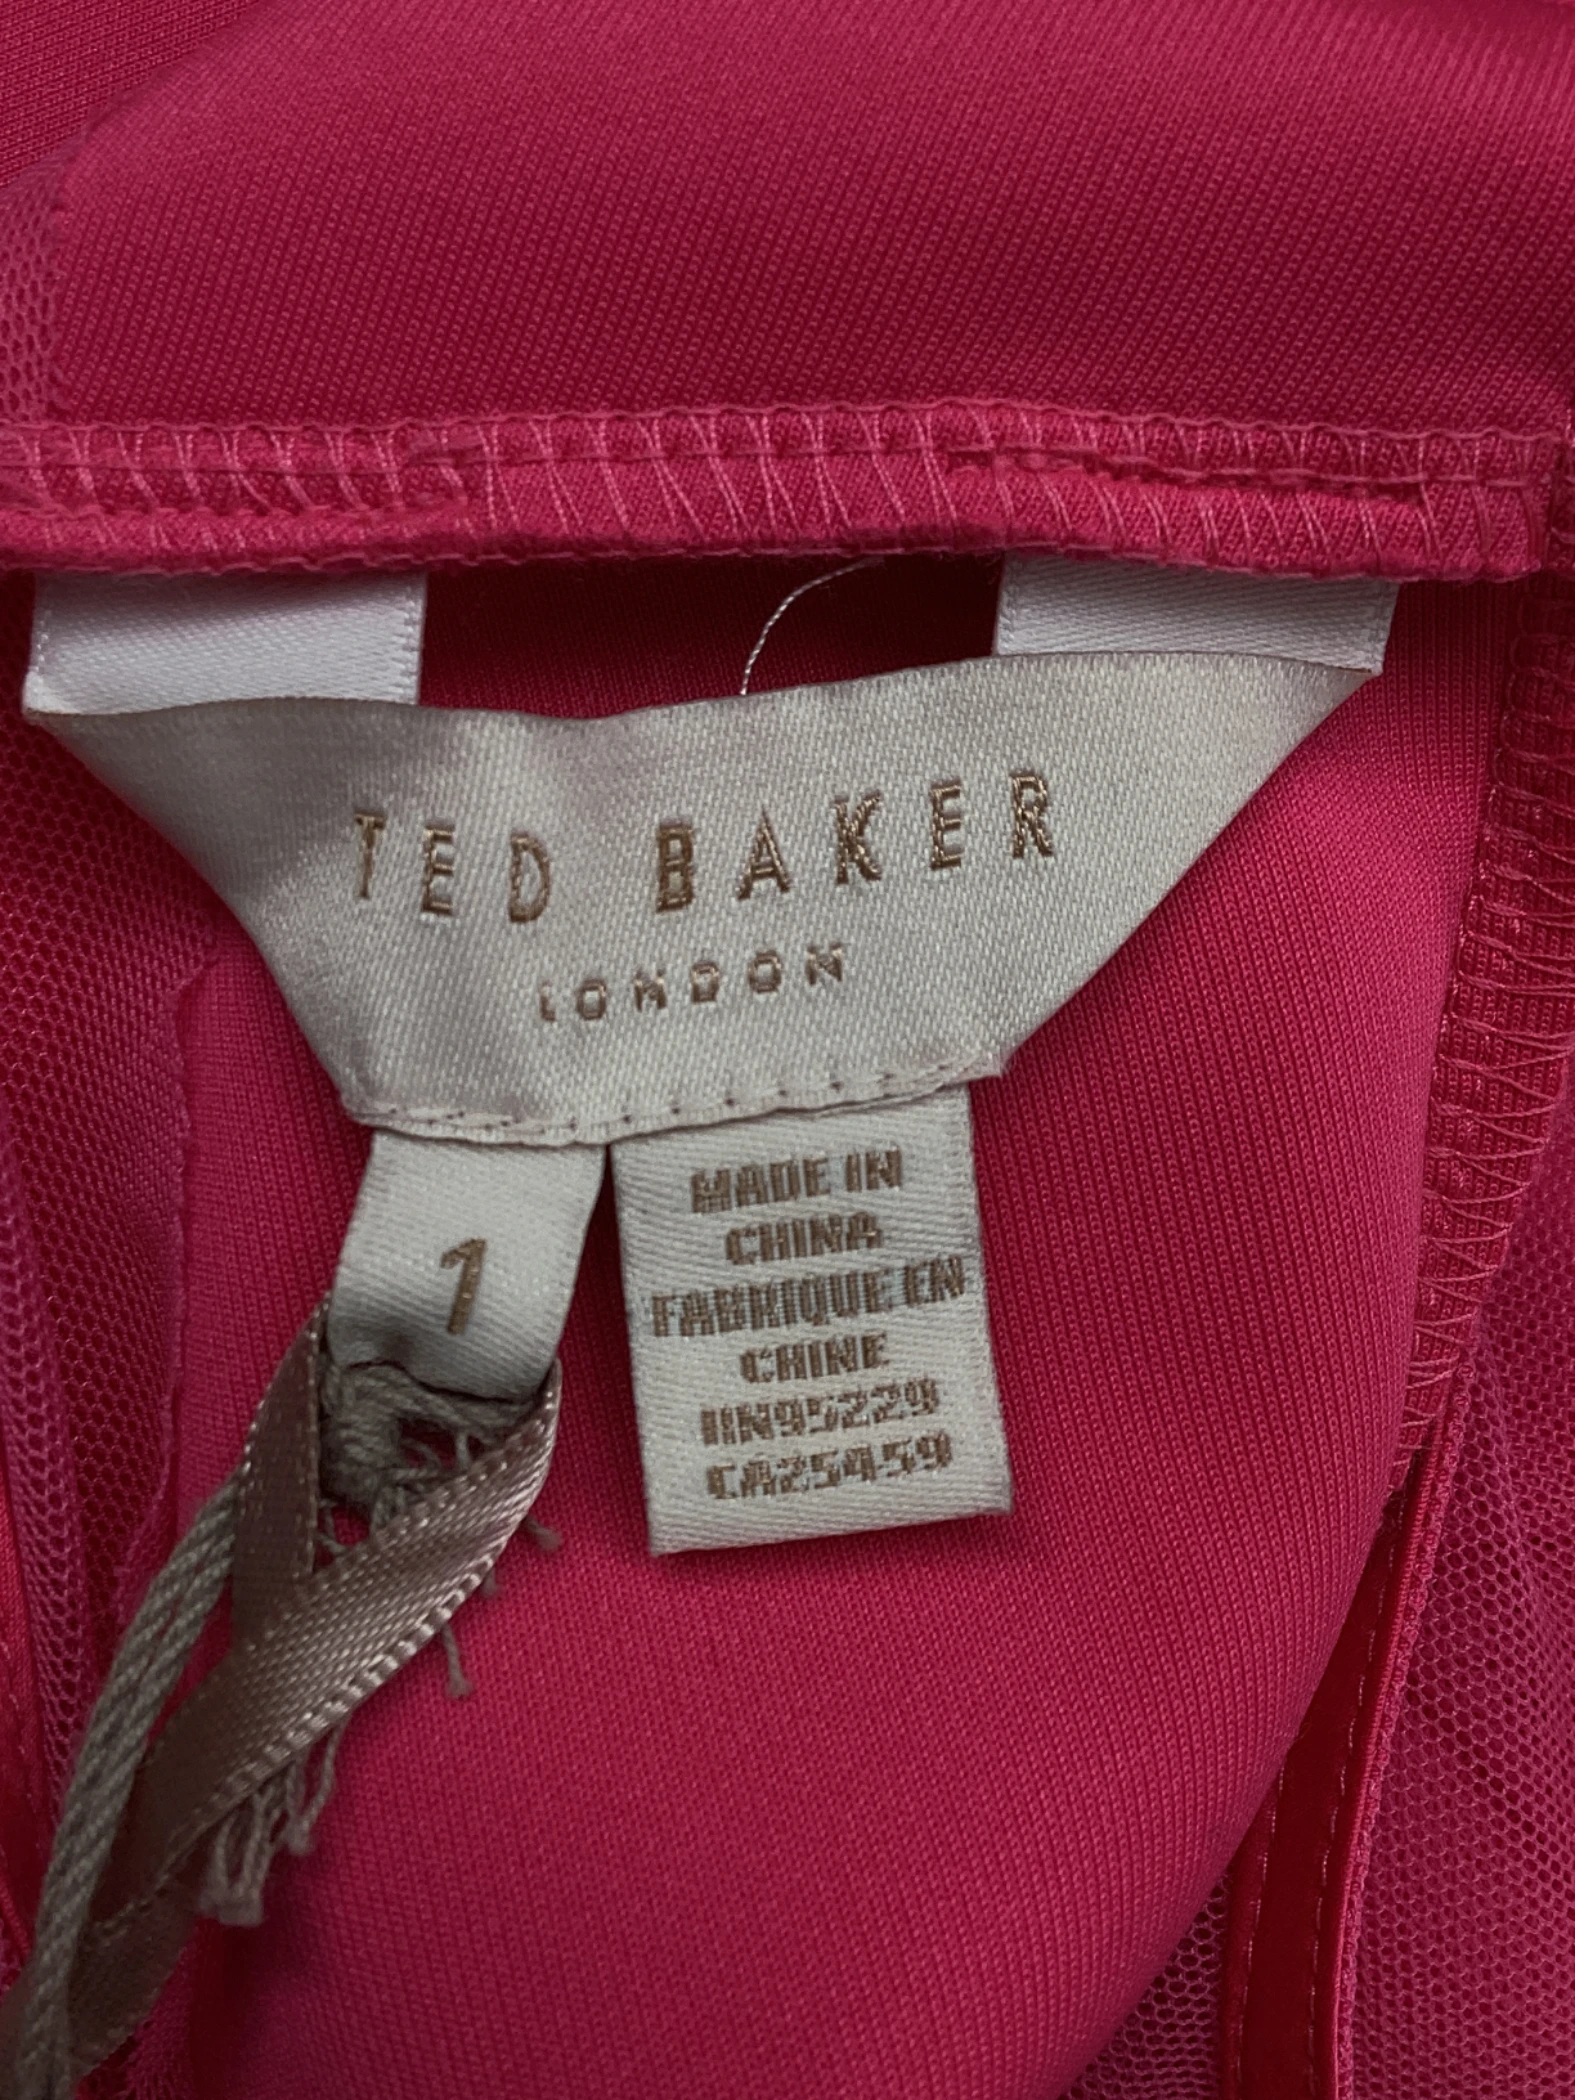 TED BAKER
LONDON
1
MADE IN
CHINA
FABRIQUE EN
CHINE
RN95229
CA25459